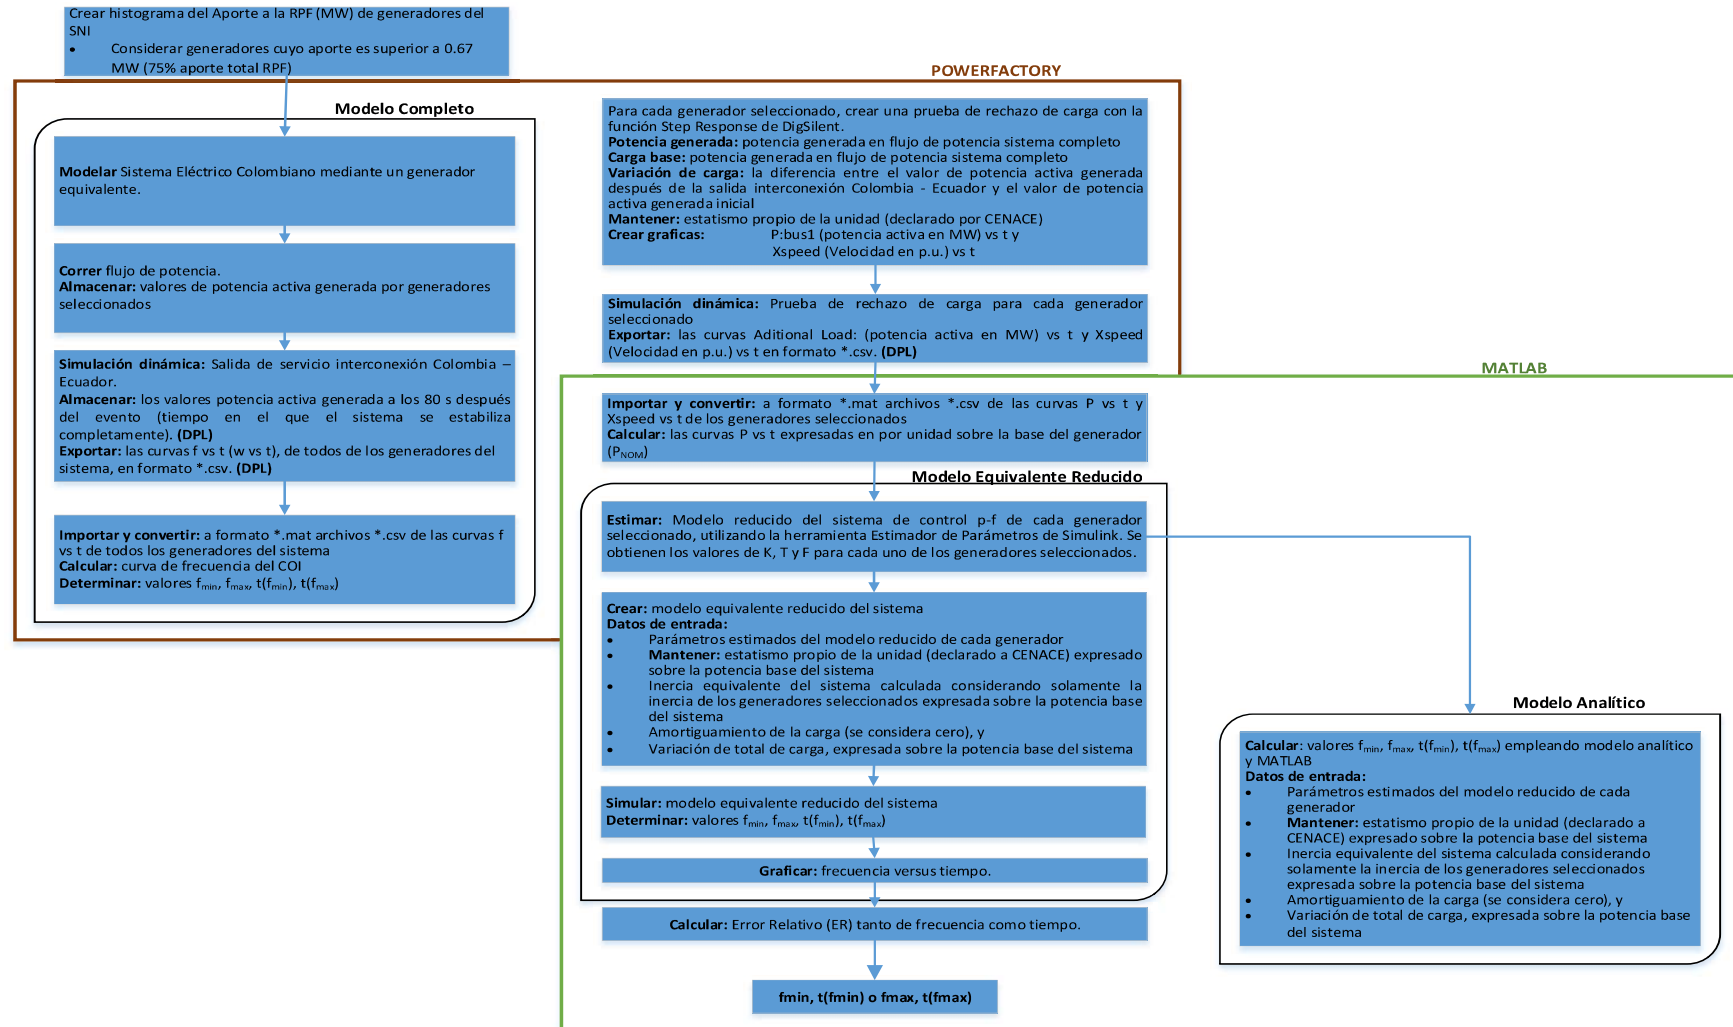 Crear histograma del Aporte a la RPF (MW) de generadores del
SNI
• Considerar generadores cuyo aporte es superior a 0.67
MW (75% aporte total RPF)
POWERFACTORY
Modelo Completo
Modelar Sistema Eléctrico Colombiano mediante un generador
equivalente.
Correr flujo de potencia.
Almacenar: valores de potencia activa generada por generadores
seleccionados
Simulación dinámica: Salida de servicio interconexión Colombia –
Ecuador.
Almacenar: los valores potencia activa generada a los 80 s después
del evento (tiempo en el que el sistema se estabiliza
completamente). (DPL)
Exportar: las curvas f vs t (w vs t), de todos de los generadores del
sistema, en formato *.csv. (DPL)
Importar y convertir: a formato *.mat archivos *.csv de las curvas f
vs t de todos los generadores del sistema
Calcular: curva de frecuencia del COI
Determinar: valores fmin, fmax, t(fmin), t(fmax)
Para cada generador seleccionado, crear una prueba de rechazo de carga con la
función Step Response de DigSilent.
Potencia generada: potencia generada en flujo de potencia sistema completo
Carga base: potencia generada en flujo de potencia sistema completo
Variación de carga: la diferencia entre el valor de potencia activa generada
después de la salida interconexión Colombia - Ecuador y el valor de potencia
activa generada inicial
Mantener: estatismo propio de la unidad (declarado por CENACE)
Crear graficas: P:bus1 (potencia activa en MW) vs t y
Xspeed (Velocidad en p.u.) vs t
Simulación dinámica: Prueba de rechazo de carga para cada generador
seleccionado
Exportar: las curvas Aditional Load: (potencia activa en MW) vs t y Xspeed
(Velocidad en p.u.) vs t en formato *.csv. (DPL)
MATLAB
Importar y convertir: a formato *.mat archivos *.csv de las curvas P vs t y
Xspeed vs t de los generadores seleccionados
Calcular: las curvas P vs t expresadas en por unidad sobre la base del generador
(PNOM)
Modelo Equivalente Reducido
Estimar: Modelo reducido del sistema de control p-f de cada generador
seleccionado, utilizando la herramienta Estimador de Parámetros de Simulink. Se
obtienen los valores de K, T y F para cada uno de los generadores seleccionados.
Crear: modelo equivalente reducido del sistema
Datos de entrada:
• Parámetros estimados del modelo reducido de cada generador
• Mantener: estatismo propio de la unidad (declarado a CENACE) expresado
sobre la potencia base del sistema
• Inercia equivalente del sistema calculada considerando solamente la
inercia de los generadores seleccionados expresada sobre la potencia base
del sistema
• Amortiguamiento de la carga (se considera cero), y
• Variación de total de carga, expresada sobre la potencia base del sistema
Simular: modelo equivalente reducido del sistema
Determinar: valores fmin, fmax, t(fmin), t(fmax)
Graficar: frecuencia versus tiempo.
Calcular: Error Relativo (ER) tanto de frecuencia como tiempo.
fmin, t(fmin) o fmax, t(fmax)
Modelo Analítico
Calcular: valores fmin, fmax, t(fmin), t(fmax) empleando modelo analítico
y MATLAB
Datos de entrada:
• Parámetros estimados del modelo reducido de cada
generador
• Mantener: estatismo propio de la unidad (declarado a
CENACE) expresado sobre la potencia base del sistema
• Inercia equivalente del sistema calculada considerando
solamente la inercia de los generadores seleccionados
expresada sobre la potencia base del sistema
• Amortiguamiento de la carga (se considera cero), y
• Variación de total de carga, expresada sobre la potencia base
del sistema